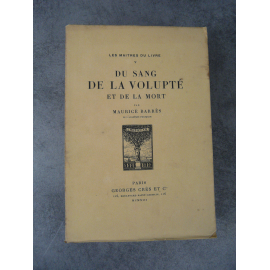 LES MAITRES DU LIVRE
DU SANG
DE LA VOLUPTÉ
ET DE LA MORT
PAR
MAURICE BARRÈS
PARIS
GEORGES CRÈS ET Cie